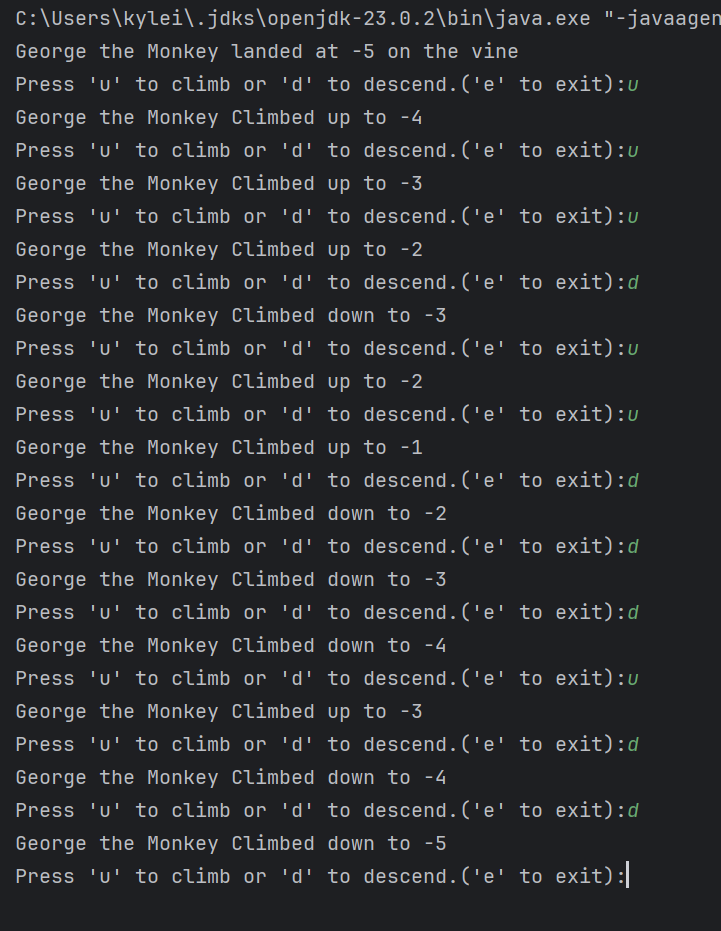 C:\Users\kylei\.jdks\openjdk-23.0.2\bin\java.exe "-javaagen
George the Monkey landed at -5 on the vine
Press 'u' to climb or 'd' to descend.('e' to exit):u
George the Monkey Climbed up to -4
Press 'u' to climb or 'd' to descend.('e' to exit):u
George the Monkey Climbed up to -3
Press 'u' to climb or 'd' to descend.('e' to exit):u
George the Monkey Climbed up to -2
Press 'u' to climb or 'd' to descend.('e' to exit):d
George the Monkey Climbed down to -3
Press 'u' to climb or 'd' to descend.('e' to exit):u
George the Monkey Climbed up to -2
Press 'u' to climb or 'd' to descend.('e' to exit):u
George the Monkey Climbed up to -1
Press 'u' to climb or 'd' to descend.('e' to exit):d
George the Monkey Climbed down to -2
Press 'u' to climb or 'd' to descend.('e' to exit):d
George the Monkey Climbed down to -3
Press 'u' to climb or 'd' to descend.('e' to exit):d
George the Monkey Climbed down to -4
Press 'u' to climb or 'd' to descend.('e' to exit):u
George the Monkey Climbed up to -3
Press 'u' to climb or 'd' to descend.('e' to exit):d
George the Monkey Climbed down to -4
Press 'u' to climb or 'd' to descend.('e' to exit):d
George the Monkey Climbed down to -5
Press 'u' to climb or 'd' to descend.('e' to exit):